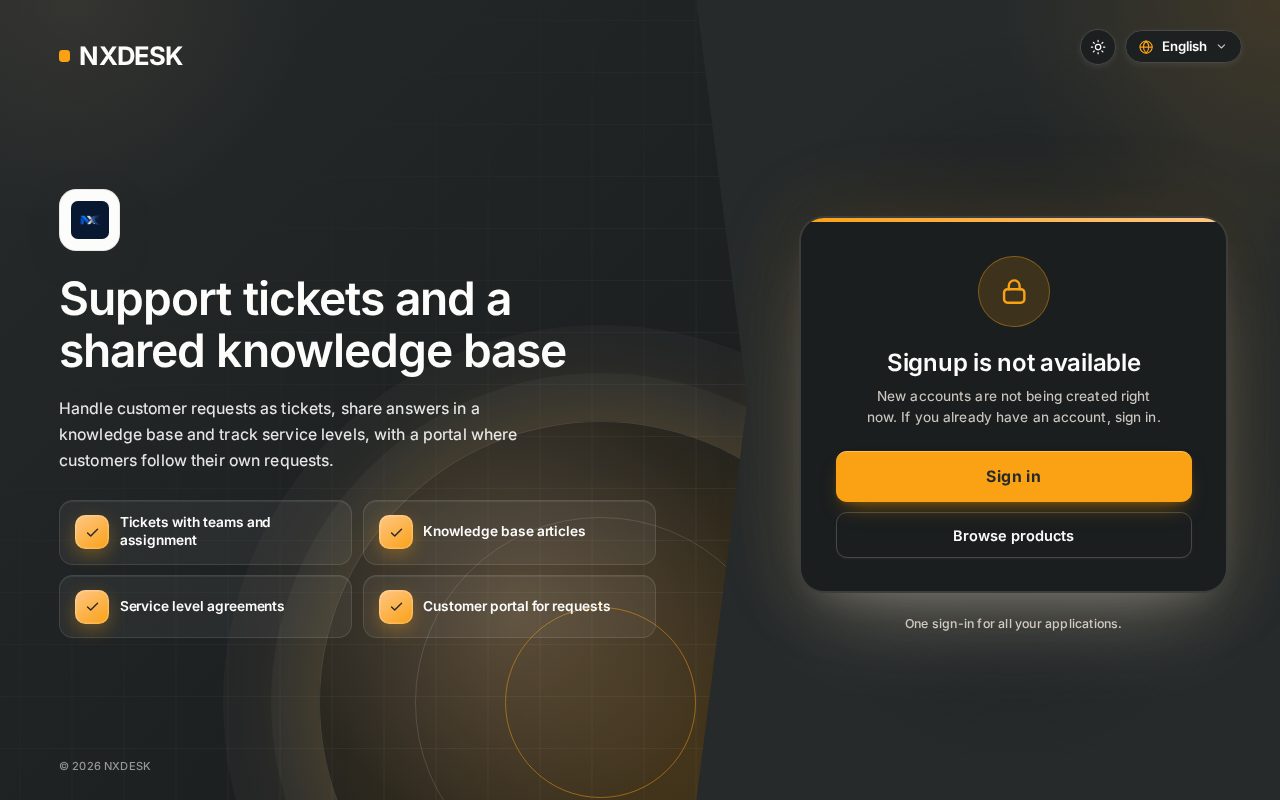 NXDESK
English
NX
Support tickets and a
shared knowledge base
Handle customer requests as tickets, share answers in a
knowledge base and track service levels, with a portal where
customers follow their own requests.
Tickets with teams and
assignment
Knowledge base articles
Service level agreements
Customer portal for requests
© 2026 NXDESK
Signup is not available
New accounts are not being created right
now. If you already have an account, sign in.
Sign in
Browse products
One sign-in for all your applications.